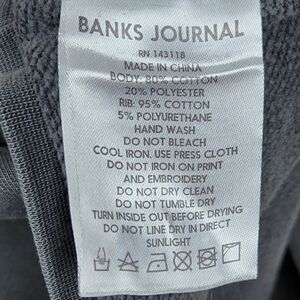 BANKS JOURNAL
RN 143118
MADE IN CHINA
BODY: 80% COTTON
20% POLYESTER
RIB: 95% COTTON
5% POLYURETHANE
HAND WASH
DO NOT BLEACH
COOL IRON, USE PRESS CLOTH
DO NOT IRON ON PRINT
AND EMBROIDERY
DO NOT DRY CLEAN
DO NOT TUMBLE DRY
TURN INSIDE OUT BEFORE DRYING
DO NOT LINE DRY IN DIRECT
SUNLIGHT